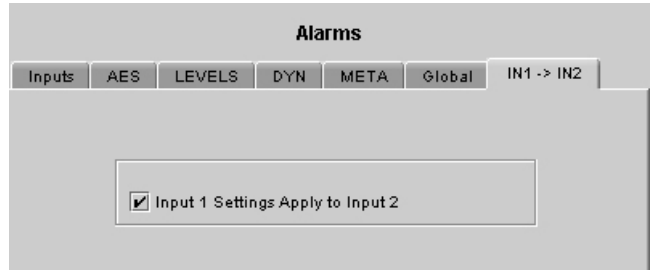 Alarms
Inputs AES LEVELS DYN META Global IN1 -> IN2
Input 1 Settings Apply to Input 2